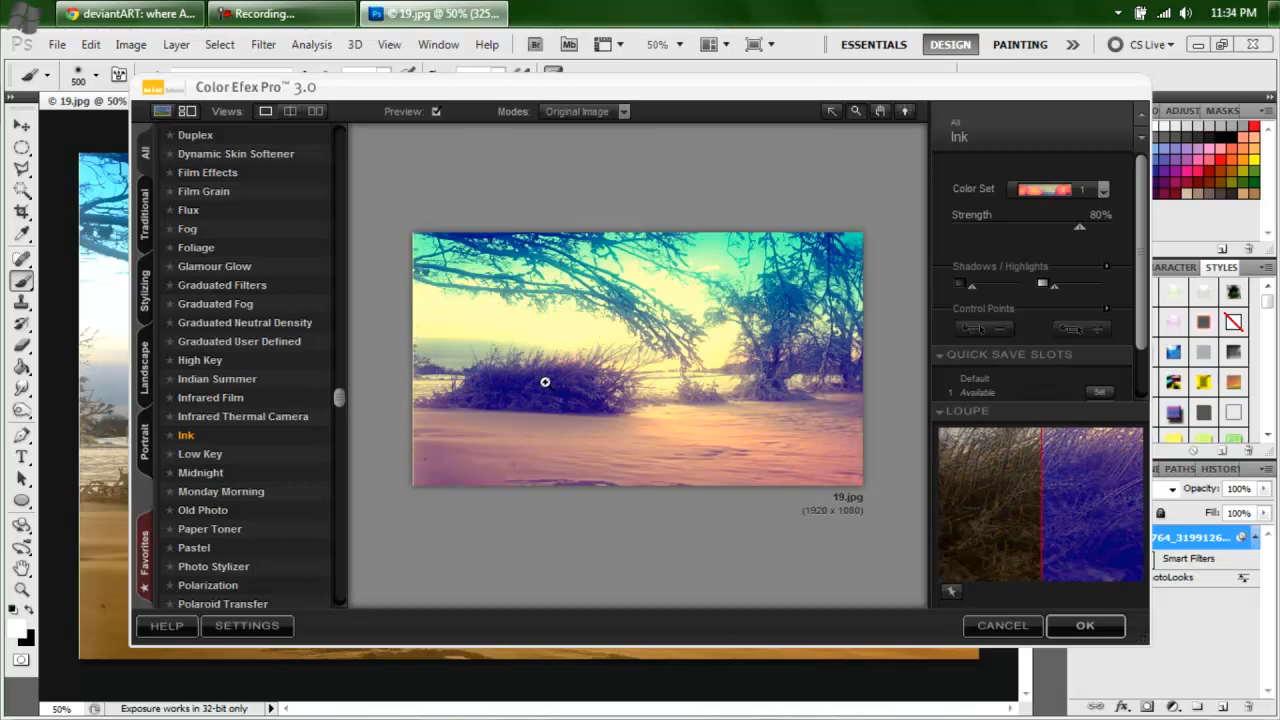 deviantART: where A...
Recording...
© 19.jpg @ 50% (325...
11:34 PM
Ps File Edit Image Layer Select Filter Analysis 3D View Window Help
Br Mb 50% ESSENTIALS DESIGN PAINTING CS Live
500
© 19.jpg @ 50%
Color Efex Pro™ 3.0
Views: Preview: Modes: Original Image
All
Traditional
Stylizing
Landscape
Portrait
Favorites
Duplex
Dynamic Skin Softener
Film Effects
Film Grain
Flux
Fog
Foliage
Glamour Glow
Graduated Filters
Graduated Fog
Graduated Neutral Density
Graduated User Defined
High Key
Indian Summer
Infrared Film
Infrared Thermal Camera
Ink
Low Key
Midnight
Monday Morning
Old Photo
Paper Toner
Pastel
Photo Stylizer
Polarization
Polaroid Transfer
19.jpg
(1920 x 1080)
All
Ink
Color Set 1
Strength 80%
Shadows / Highlights
Control Points
QUICK SAVE SLOTS
Default
1 Available Set
LOUPE
HELP SETTINGS CANCEL OK
ADJUST MASKS
ARACTER STYLES
PATHS HISTORY
Opacity: 100%
Fill: 100%
764_3199126...
Smart Filters
otoLooks
50% Exposure works in 32-bit only